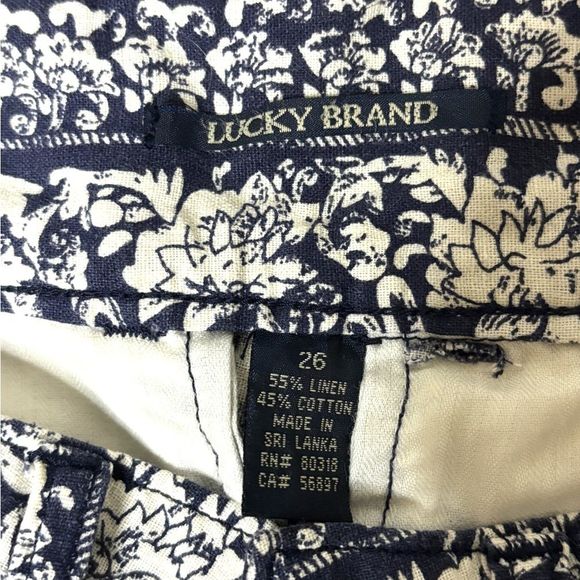 LUCKY BRAND
26
55% LINEN
45% COTTON
MADE IN
SRI LANKA
RN# 80318
CA# 56897